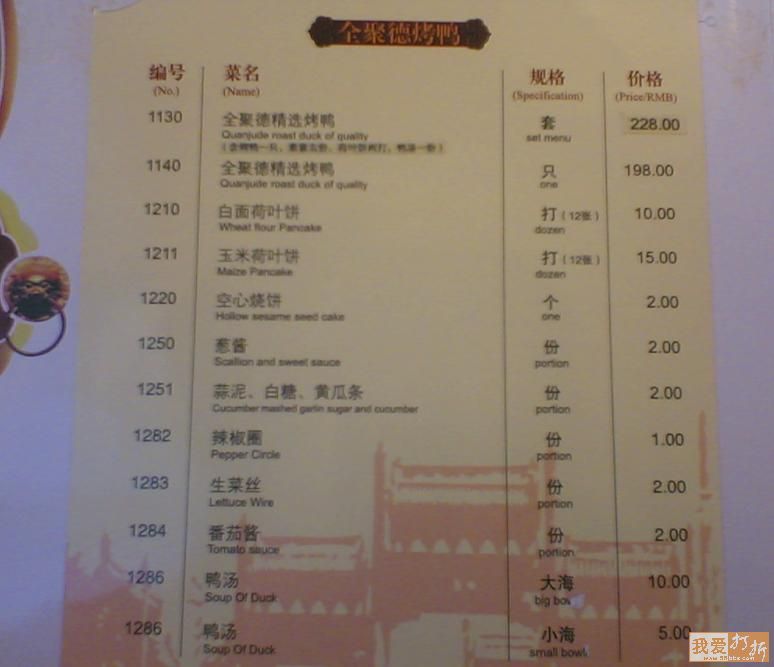 全聚德烤鸭
编号 菜名 规格 价格
(No.) (Name) (Specification) (Price/RMB)
1130 全聚德精选烤鸭 套 228.00
Quanjude roast duck of quality set menu
1140 全聚德精选烤鸭 只 198.00
Quanjude roast duck of quality one
1210 白面荷叶饼 打(12张) 10.00
Wheat flour Pancake dozen
1211 玉米荷叶饼 打(12张) 15.00
Maize Pancake dozen
1220 空心烧饼 个 2.00
Hollow sesame seed cake one
1250 葱酱 份 2.00
Scallion and sweet sauce portion
1251 蒜泥、白糖、黄瓜条 份 2.00
Cucumber mashed garlin sugar and cucumber portion
1282 辣椒圈 份 1.00
Pepper Circle portion
1283 生菜丝 份 2.00
Lettuce Wire portion
1284 番茄酱 份 2.00
Tomato sauce portion
1286 鸭汤 大海 10.00
Soup Of Duck big bowl
1286 鸭汤 小海 5.00
Soup Of Duck small bowl
我爱打折